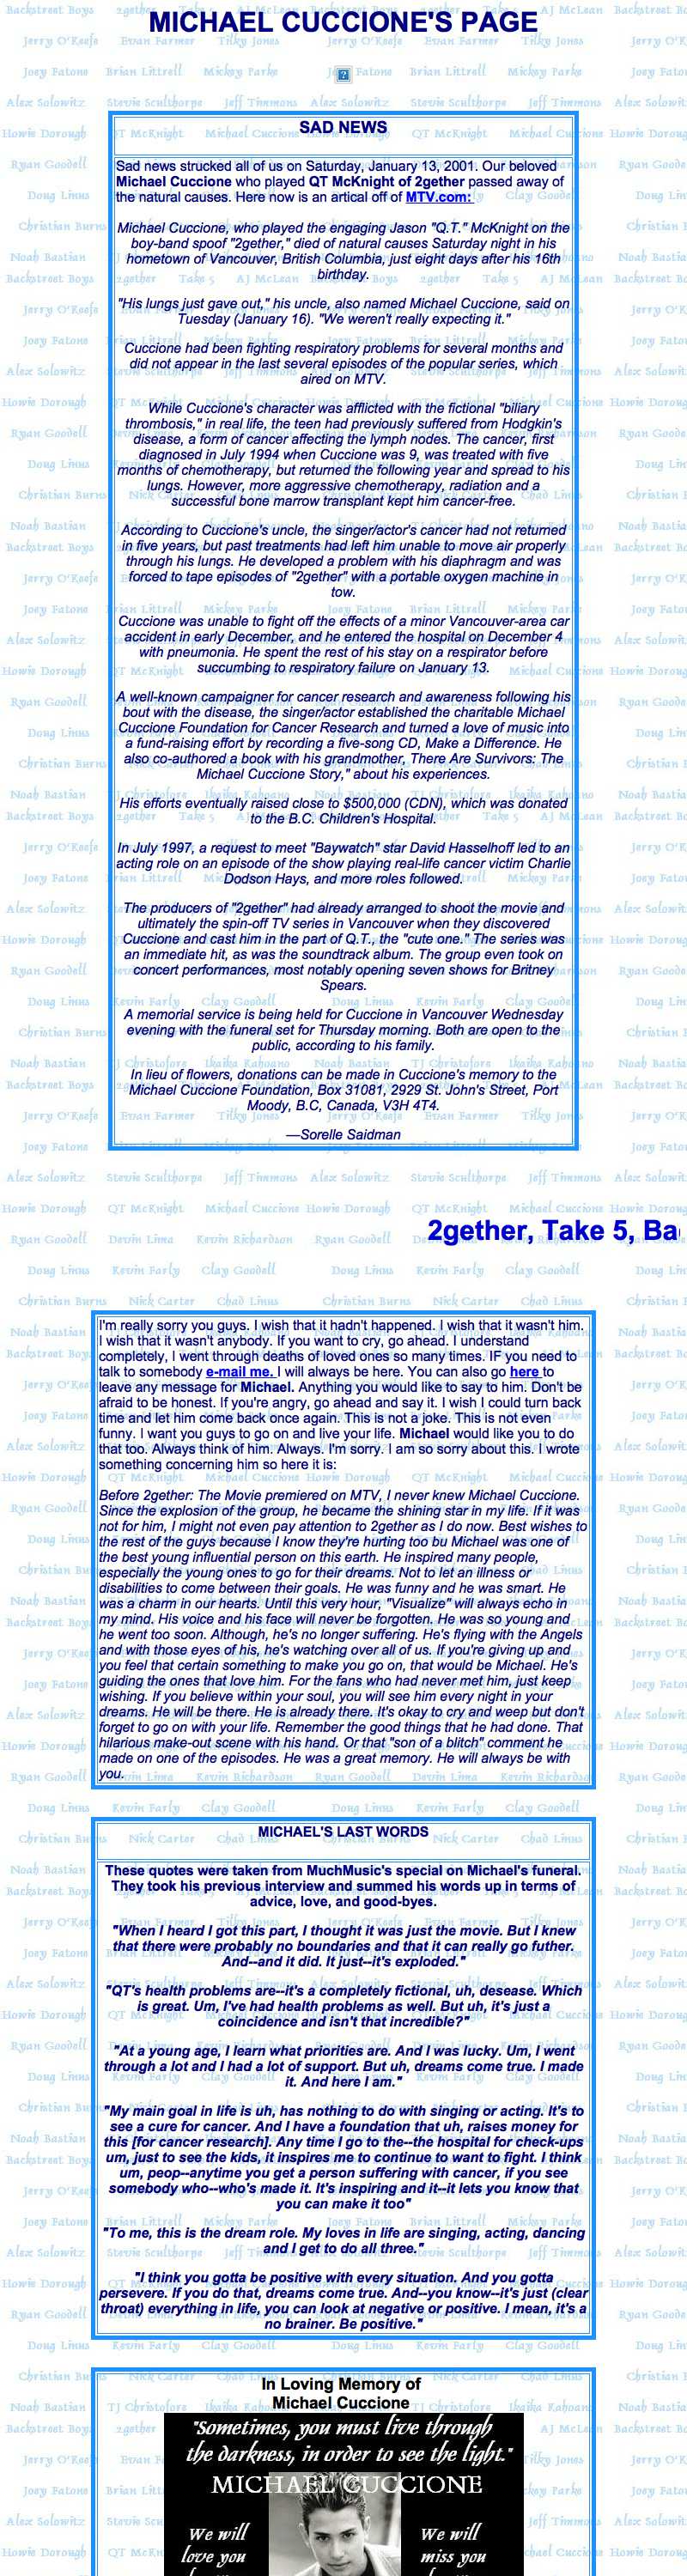 MICHAEL CUCCIONE'S PAGE
SAD NEWS
Sad news strucked all of us on Saturday, January 13, 2001. Our beloved
Michael Cuccione who played QT McKnight of 2gether passed away of
the natural causes. Here now is an artical off of MTV.com:
Michael Cuccione, who played the engaging Jason "Q.T." McKnight on the
boy-band spoof "2gether," died of natural causes Saturday night in his
hometown of Vancouver, British Columbia, just eight days after his 16th
birthday.
"His lungs just gave out," his uncle, also named Michael Cuccione, said on
Tuesday (January 16). "We weren't really expecting it."
Cuccione had been fighting respiratory problems for several months and
did not appear in the last several episodes of the popular series, which
aired on MTV.
While Cuccione's character was afflicted with the fictional "biliary
thrombosis," in real life, the teen had previously suffered from Hodgkin's
disease, a form of cancer affecting the lymph nodes. The cancer, first
diagnosed in July 1994 when Cuccione was 9, was treated with five
months of chemotherapy, but returned the following year and spread to his
lungs. However, more aggressive chemotherapy, radiation and a
successful bone marrow transplant kept him cancer-free.
According to Cuccione's uncle, the singer/actor's cancer had not returned
in five years, but past treatments had left him unable to move air properly
through his lungs. He developed a problem with his diaphragm and was
forced to tape episodes of "2gether" with a portable oxygen machine in
tow.
Cuccione was unable to fight off the effects of a minor Vancouver-area car
accident in early December, and he entered the hospital on December 4
with pneumonia. He spent the rest of his stay on a respirator before
succumbing to respiratory failure on January 13.
A well-known campaigner for cancer research and awareness following his
bout with the disease, the singer/actor established the charitable Michael
Cuccione Foundation for Cancer Research and turned a love of music into
a fund-raising effort by recording a five-song CD, Make a Difference. He
also co-authored a book with his grandmother, There Are Survivors: The
Michael Cuccione Story," about his experiences.
His efforts eventually raised close to $500,000 (CDN), which was donated
to the B.C. Children's Hospital.
In July 1997, a request to meet "Baywatch" star David Hasselhoff led to an
acting role on an episode of the show playing real-life cancer victim Charlie
Dodson Hays, and more roles followed.
The producers of "2gether" had already arranged to shoot the movie and
ultimately the spin-off TV series in Vancouver when they discovered
Cuccione and cast him in the part of Q.T., the "cute one." The series was
an immediate hit, as was the soundtrack album. The group even took on
concert performances, most notably opening seven shows for Britney
Spears.
A memorial service is being held for Cuccione in Vancouver Wednesday
evening with the funeral set for Thursday morning. Both are open to the
public, according to his family.
In lieu of flowers, donations can be made in Cuccione's memory to the
Michael Cuccione Foundation, Box 31081, 2929 St. John's Street, Port
Moody, B.C, Canada, V3H 4T4.
—Sorelle Saidman
2gether, Take 5, Ba
I'm really sorry you guys. I wish that it hadn't happened. I wish that it wasn't him.
I wish that it wasn't anybody. If you want to cry, go ahead. I understand
completely, I went through deaths of loved ones so many times. IF you need to
talk to somebody e-mail me. I will always be here. You can also go here to
leave any message for Michael. Anything you would like to say to him. Don't be
afraid to be honest. If you're angry, go ahead and say it. I wish I could turn back
time and let him come back once again. This is not a joke. This is not even
funny. I want you guys to go on and live your life. Michael would like you to do
that too. Always think of him. Always. I'm sorry. I am so sorry about this. I wrote
something concerning him so here it is:
Before 2gether: The Movie premiered on MTV, I never knew Michael Cuccione.
Since the explosion of the group, he became the shining star in my life. If it was
not for him, I might not even pay attention to 2gether as I do now. Best wishes to
the rest of the guys because I know they're hurting too bu Michael was one of
the best young influential person on this earth. He inspired many people,
especially the young ones to go for their dreams. Not to let an illness or
disabilities to come between their goals. He was funny and he was smart. He
was a charm in our hearts. Until this very hour, "Visualize" will always echo in
my mind. His voice and his face will never be forgotten. He was so young and
he went too soon. Although, he's no longer suffering. He's flying with the Angels
and with those eyes of his, he's watching over all of us. If you're giving up and
you feel that certain something to make you go on, that would be Michael. He's
guiding the ones that love him. For the fans who had never met him, just keep
wishing. If you believe within your soul, you will see him every night in your
dreams. He will be there. He is already there. It's okay to cry and weep but don't
forget to go on with your life. Remember the good things that he had done. That
hilarious make-out scene with his hand. Or that "son of a blitch" comment he
made on one of the episodes. He was a great memory. He will always be with
you.
MICHAEL'S LAST WORDS
These quotes were taken from MuchMusic's special on Michael's funeral.
They took his previous interview and summed his words up in terms of
advice, love, and good-byes.
"When I heard I got this part, I thought it was just the movie. But I knew
that there were probably no boundaries and that it can really go futher.
And--and it did. It just--it's exploded."
"QT's health problems are--it's a completely fictional, uh, desease. Which
is great. Um, I've had health problems as well. But uh, it's just a
coincidence and isn't that incredible?"
"At a young age, I learn what priorities are. And I was lucky. Um, I went
through a lot and I had a lot of support. But uh, dreams come true. I made
it. And here I am."
"My main goal in life is uh, has nothing to do with singing or acting. It's to
see a cure for cancer. And I have a foundation that uh, raises money for
this [for cancer research]. Any time I go to the--the hospital for check-ups
um, just to see the kids, it inspires me to continue to want to fight. I think
um, peop--anytime you get a person suffering with cancer, if you see
somebody who--who's made it. It's inspiring and it--it lets you know that
you can make it too"
"To me, this is the dream role. My loves in life are singing, acting, dancing
and I get to do all three."
"I think you gotta be positive with every situation. And you gotta
persevere. If you do that, dreams come true. And--you know--it's just (clear
throat) everything in life, you can look at negative or positive. I mean, it's a
no brainer. Be positive."
In Loving Memory of
Michael Cuccione
"Sometimes, you must live through
the darkness, in order to see the light."
MICHAEL CUCCIONE
We will We will
love you miss you